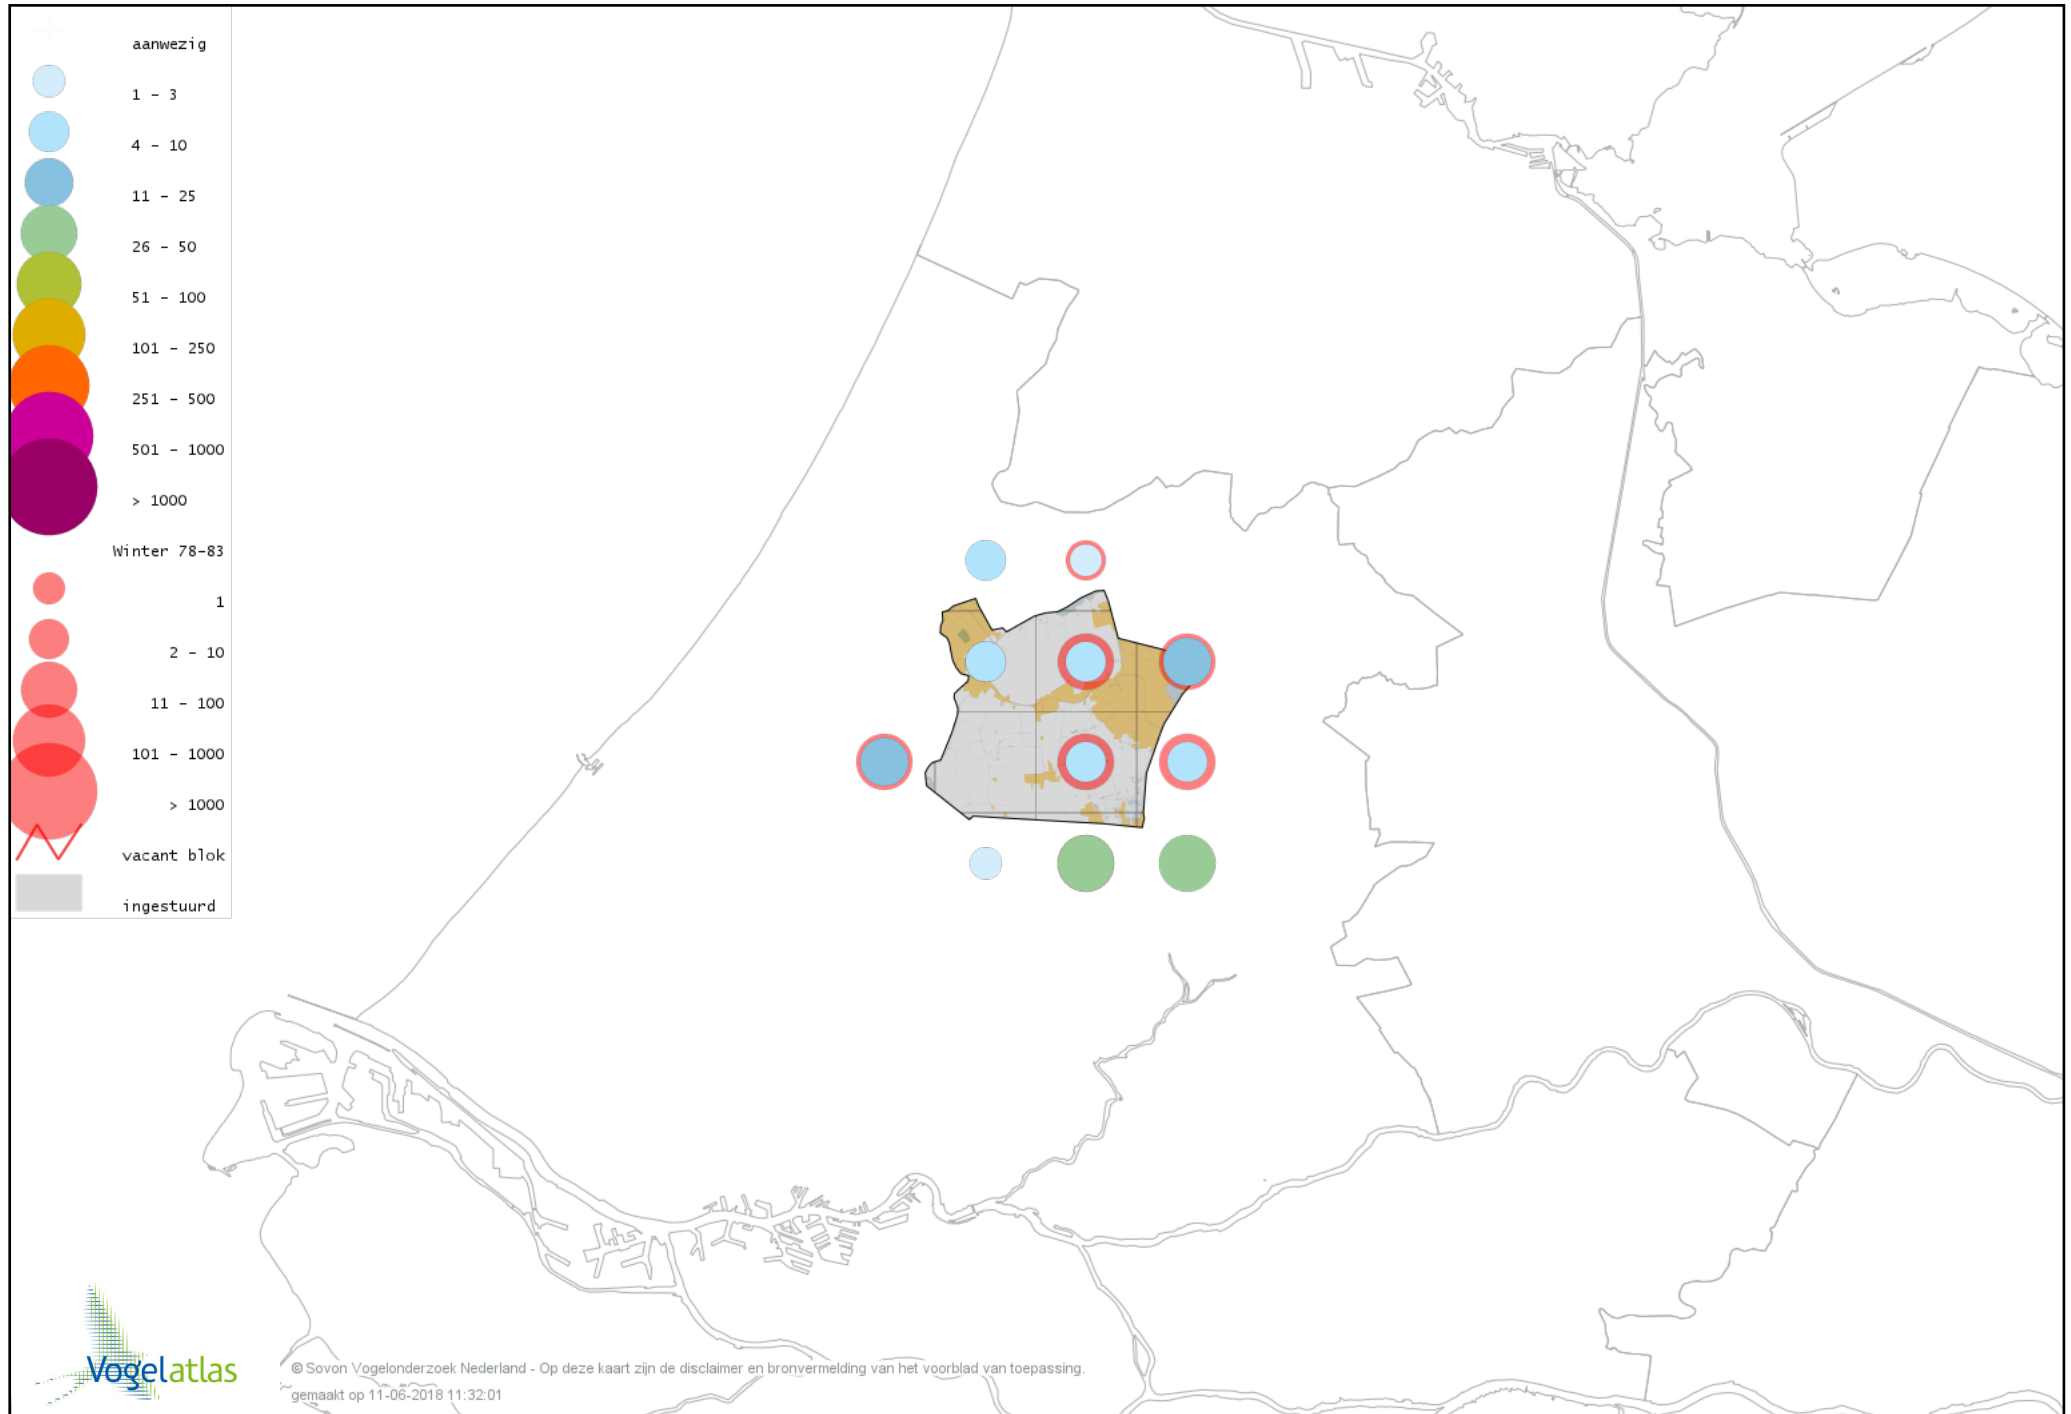 aanwezig
1 – 3
4 – 10
11 – 25
26 – 50
51 – 100
101 – 250
251 – 500
501 – 1000
> 1000
Winter 78-83
1
2 – 10
11 – 100
101 – 1000
> 1000
vacant blok
ingestuurd
Vogelatlas
© Sovon Vogelonderzoek Nederland - Op deze kaart zijn de disclaimer en bronvermelding van het voorblad van toepassing.
gemaakt op 11-06-2018 11:32:01